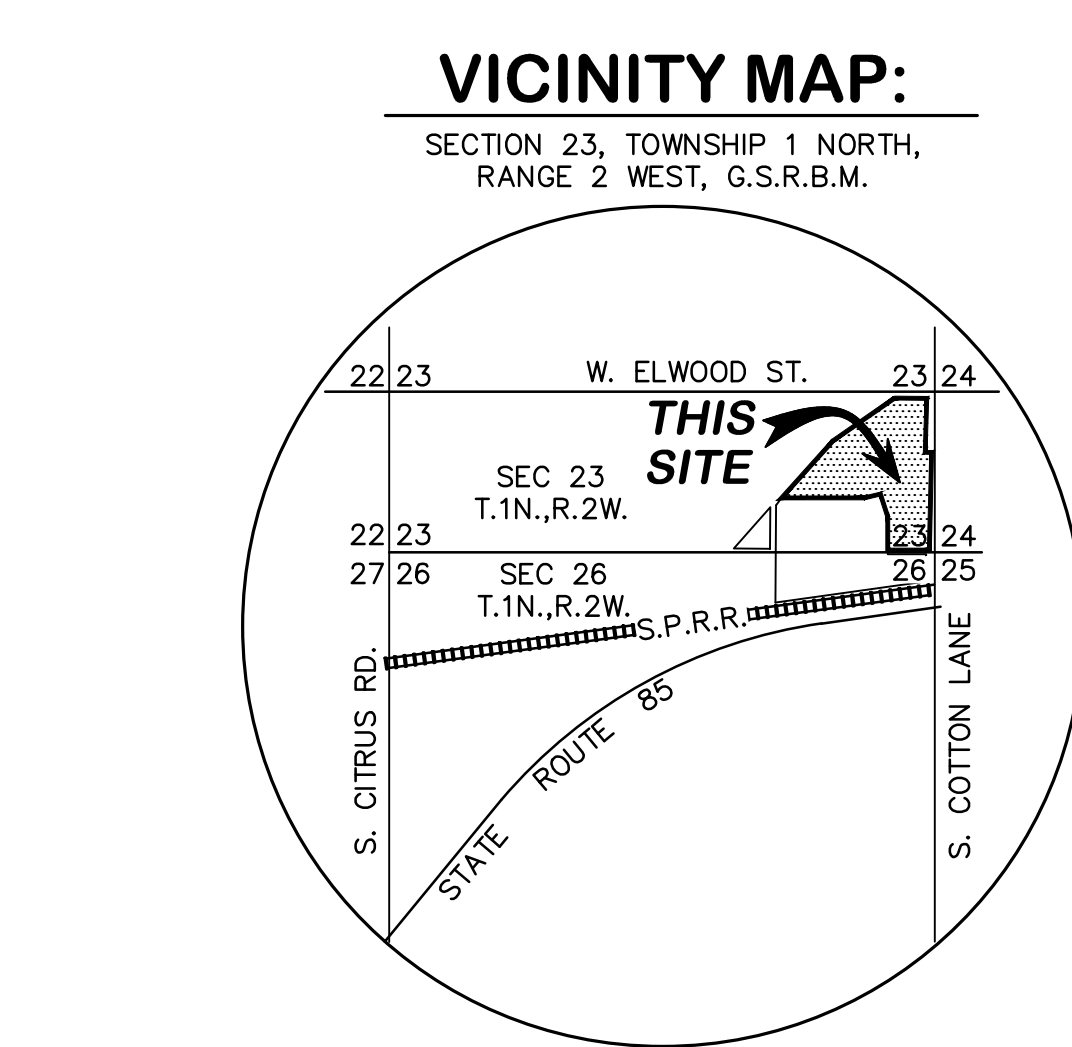 VICINITY MAP:
SECTION 23, TOWNSHIP 1 NORTH,
RANGE 2 WEST, G.S.R.B.M.
W. ELWOOD ST.
22 23
23 24
THIS
SITE
SEC 23
T.1N.,R.2W.
22 23
23 24
27 26
26 25
SEC 26
T.1N.,R.2W.
S.P.R.R.
S. CITRUS RD.
S. COTTON LANE
STATE ROUTE 85